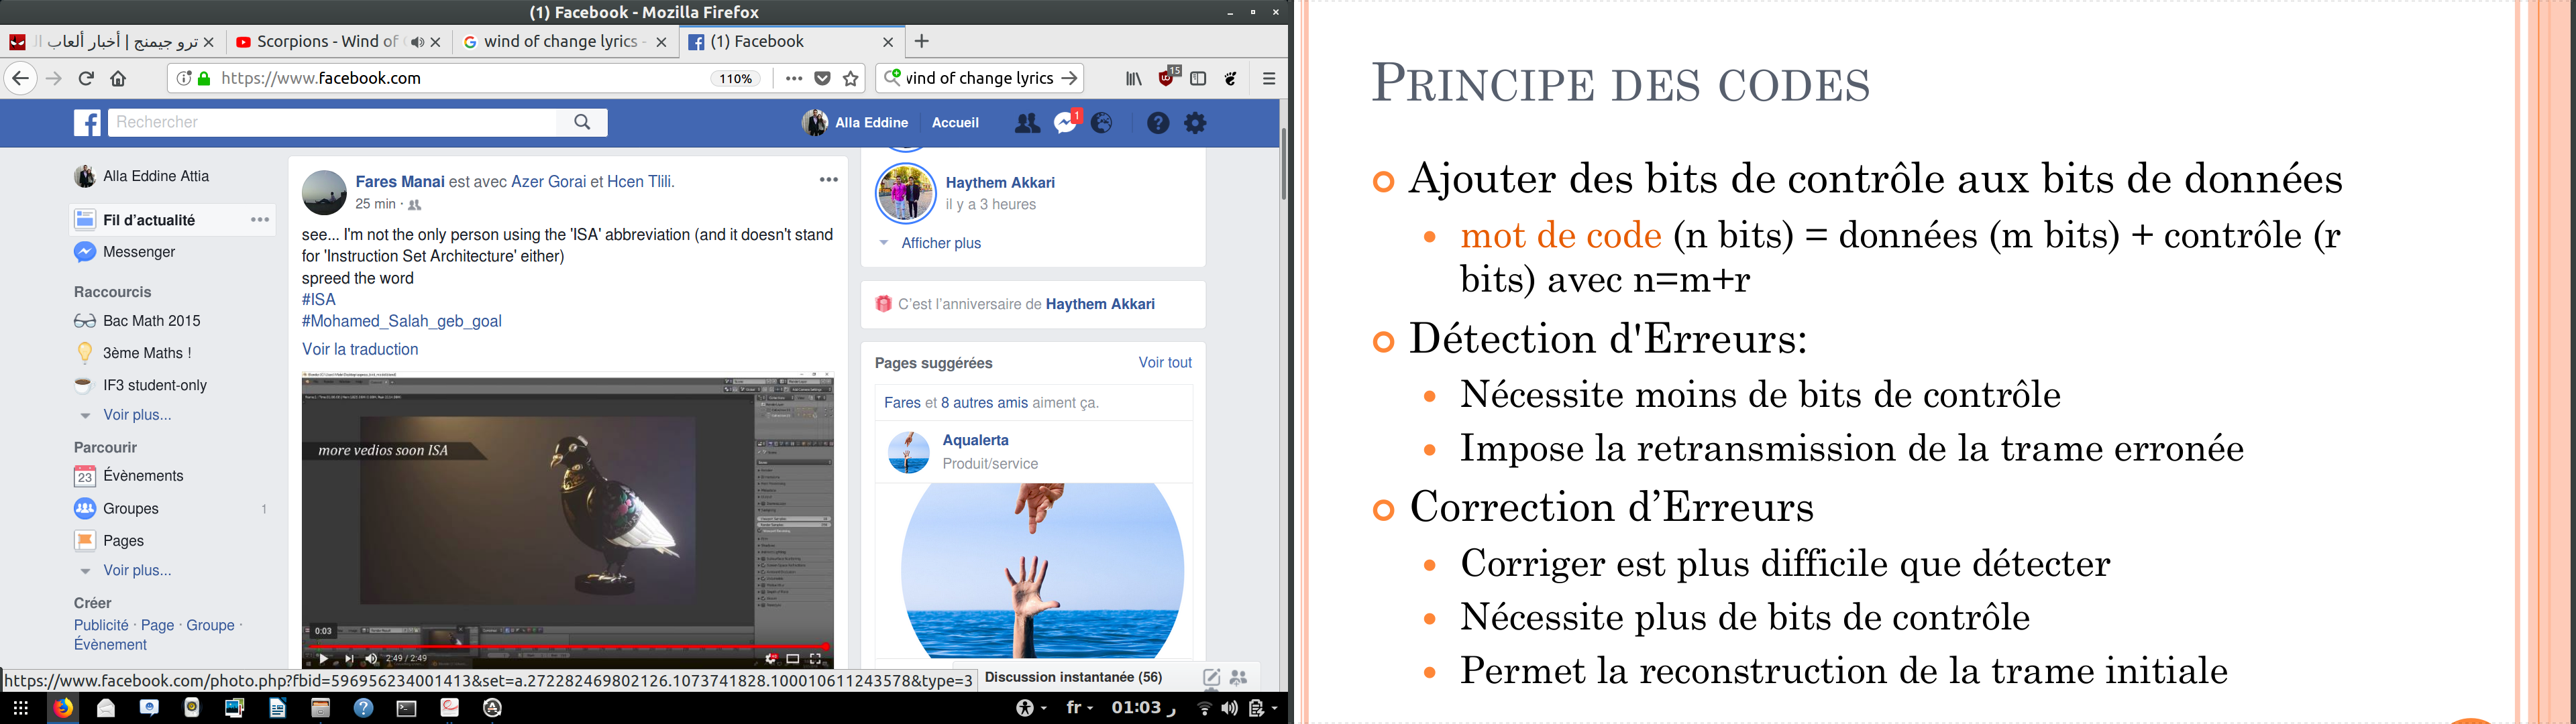 (1) Facebook - Mozilla Firefox
ترو جيمنج | أخبار ألعاب ال
Scorpions - Wind of
wind of change lyrics -
(1) Facebook
https://www.facebook.com
110%
wind of change lyrics
15
Rechercher
Alla Eddine
Accueil
1
Alla Eddine Attia
Fil d'actualité
Messenger
Raccourcis
Bac Math 2015
3ème Maths !
IF3 student-only
Voir plus...
Parcourir
23
Évènements
Groupes
1
Pages
Voir plus...
Créer
Publicité · Page · Groupe ·
Évènement
Fares Manai est avec Azer Gorai et Hcen Tlili.
25 min ·
see... I'm not the only person using the 'ISA' abbreviation (and it doesn't stand
for 'Instruction Set Architecture' either)
spreed the word
#ISA
#Mohamed_Salah_geb_goal
Voir la traduction
more vedios soon ISA
0:03
2:49 / 2:49
Haythem Akkari
il y a 3 heures
Afficher plus
C'est l'anniversaire de Haythem Akkari
Pages suggérées
Voir tout
Fares et 8 autres amis aiment ça.
Aqualerta
Produit/service
https://www.facebook.com/photo.php?fbid=596956234001413&set=a.272282469802126.1073741828.100010611243578&type=3
Discussion instantanée (56)
fr
01:03 ر
PRINCIPE DES CODES
Ajouter des bits de contrôle aux bits de données
mot de code (n bits) = données (m bits) + contrôle (r
bits) avec n=m+r
Détection d'Erreurs:
Nécessite moins de bits de contrôle
Impose la retransmission de la trame erronée
Correction d'Erreurs
Corriger est plus difficile que détecter
Nécessite plus de bits de contrôle
Permet la reconstruction de la trame initiale